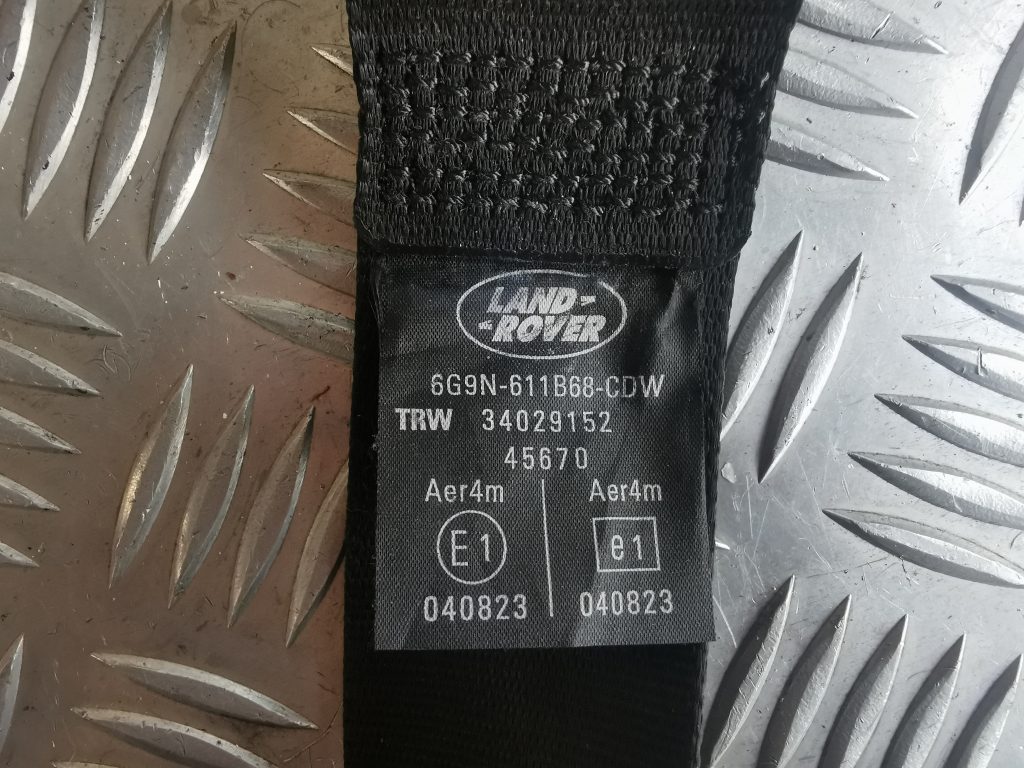 LAND-
-ROVER
6G9N-611B68-CDW
TRW 34029152
45670
Aer4m Aer4m
E1 e1
040823 040823